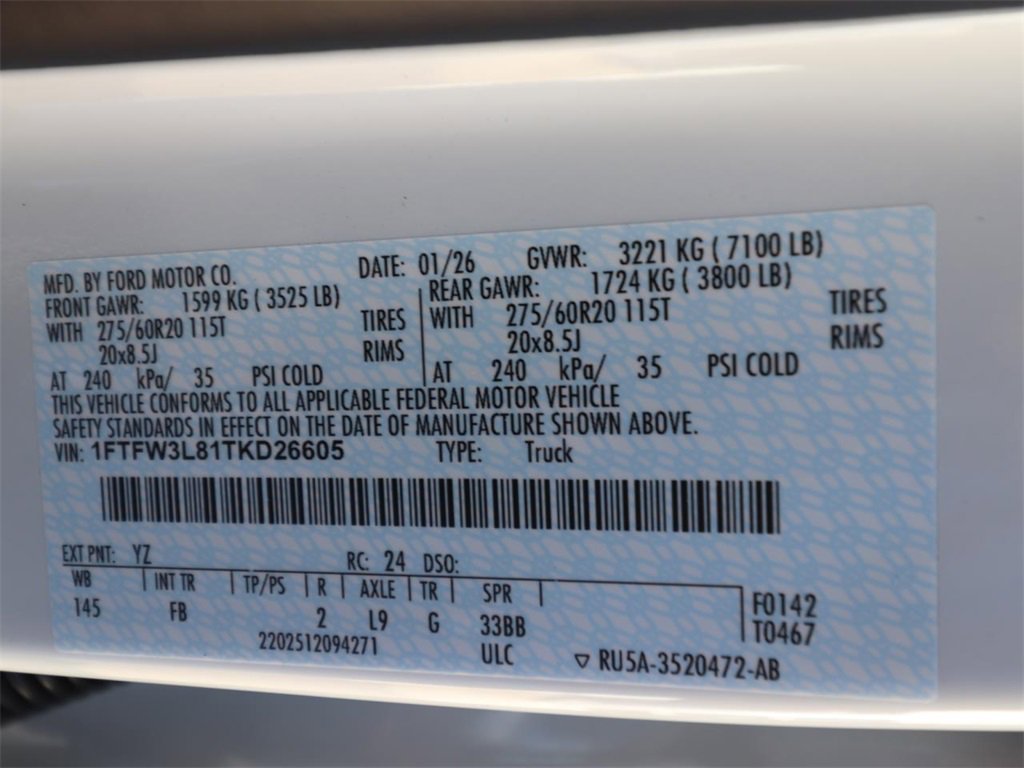 MFD. BY FORD MOTOR CO. DATE: 01/26 GVWR: 3221 KG ( 7100 LB)
FRONT GAWR: 1599 KG ( 3525 LB) REAR GAWR: 1724 KG ( 3800 LB)
WITH 275/60R20 115T TIRES WITH 275/60R20 115T TIRES
20x8.5J RIMS 20x8.5J RIMS
AT 240 kPa/ 35 PSI COLD AT 240 kPa/ 35 PSI COLD
THIS VEHICLE CONFORMS TO ALL APPLICABLE FEDERAL MOTOR VEHICLE
SAFETY STANDARDS IN EFFECT ON THE DATE OF MANUFACTURE SHOWN ABOVE.
VIN: 1FTFW3L81TKD26605 TYPE: Truck
EXT PNT: YZ RC: 24 DSO:
WB INT TR TP/PS R AXLE TR SPR
145 FB 2 L9 G 33BB
F0142
T0467
2202512094271 ULC ▽ RU5A-3520472-AB